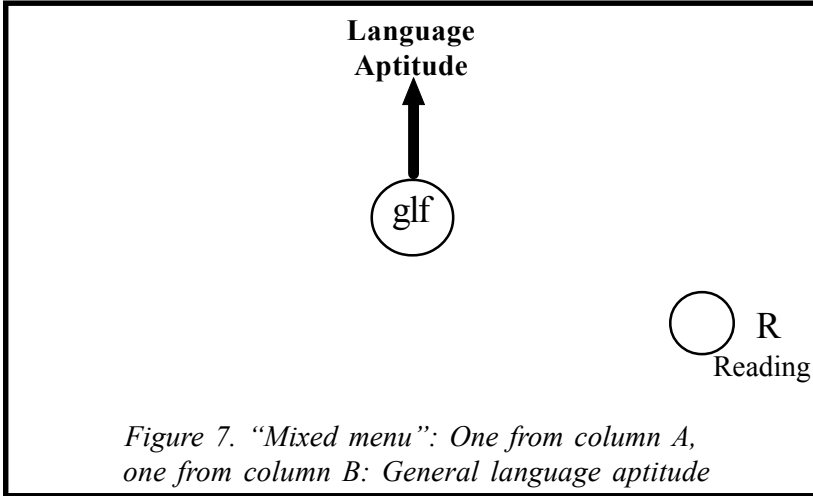 Language
Aptitude
glf
R
Reading
Figure 7. “Mixed menu”: One from column A,
one from column B: General language aptitude